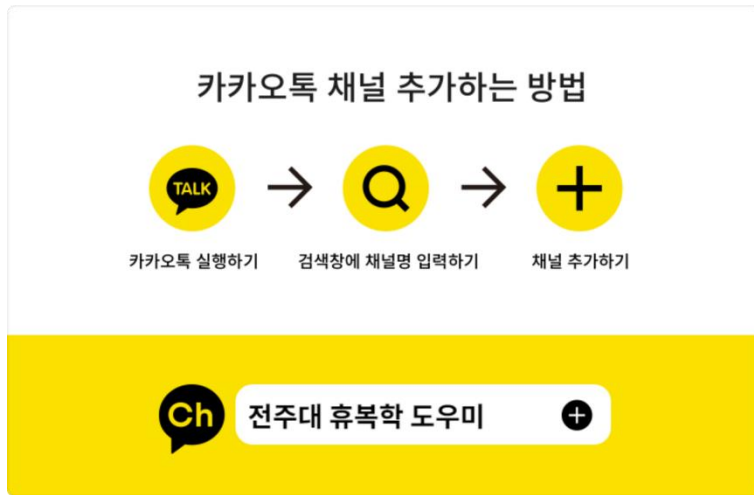 카카오톡 채널 추가하는 방법
TALK
카카오톡 실행하기
검색창에 채널명 입력하기
채널 추가하기
Ch 전주대 휴복학 도우미